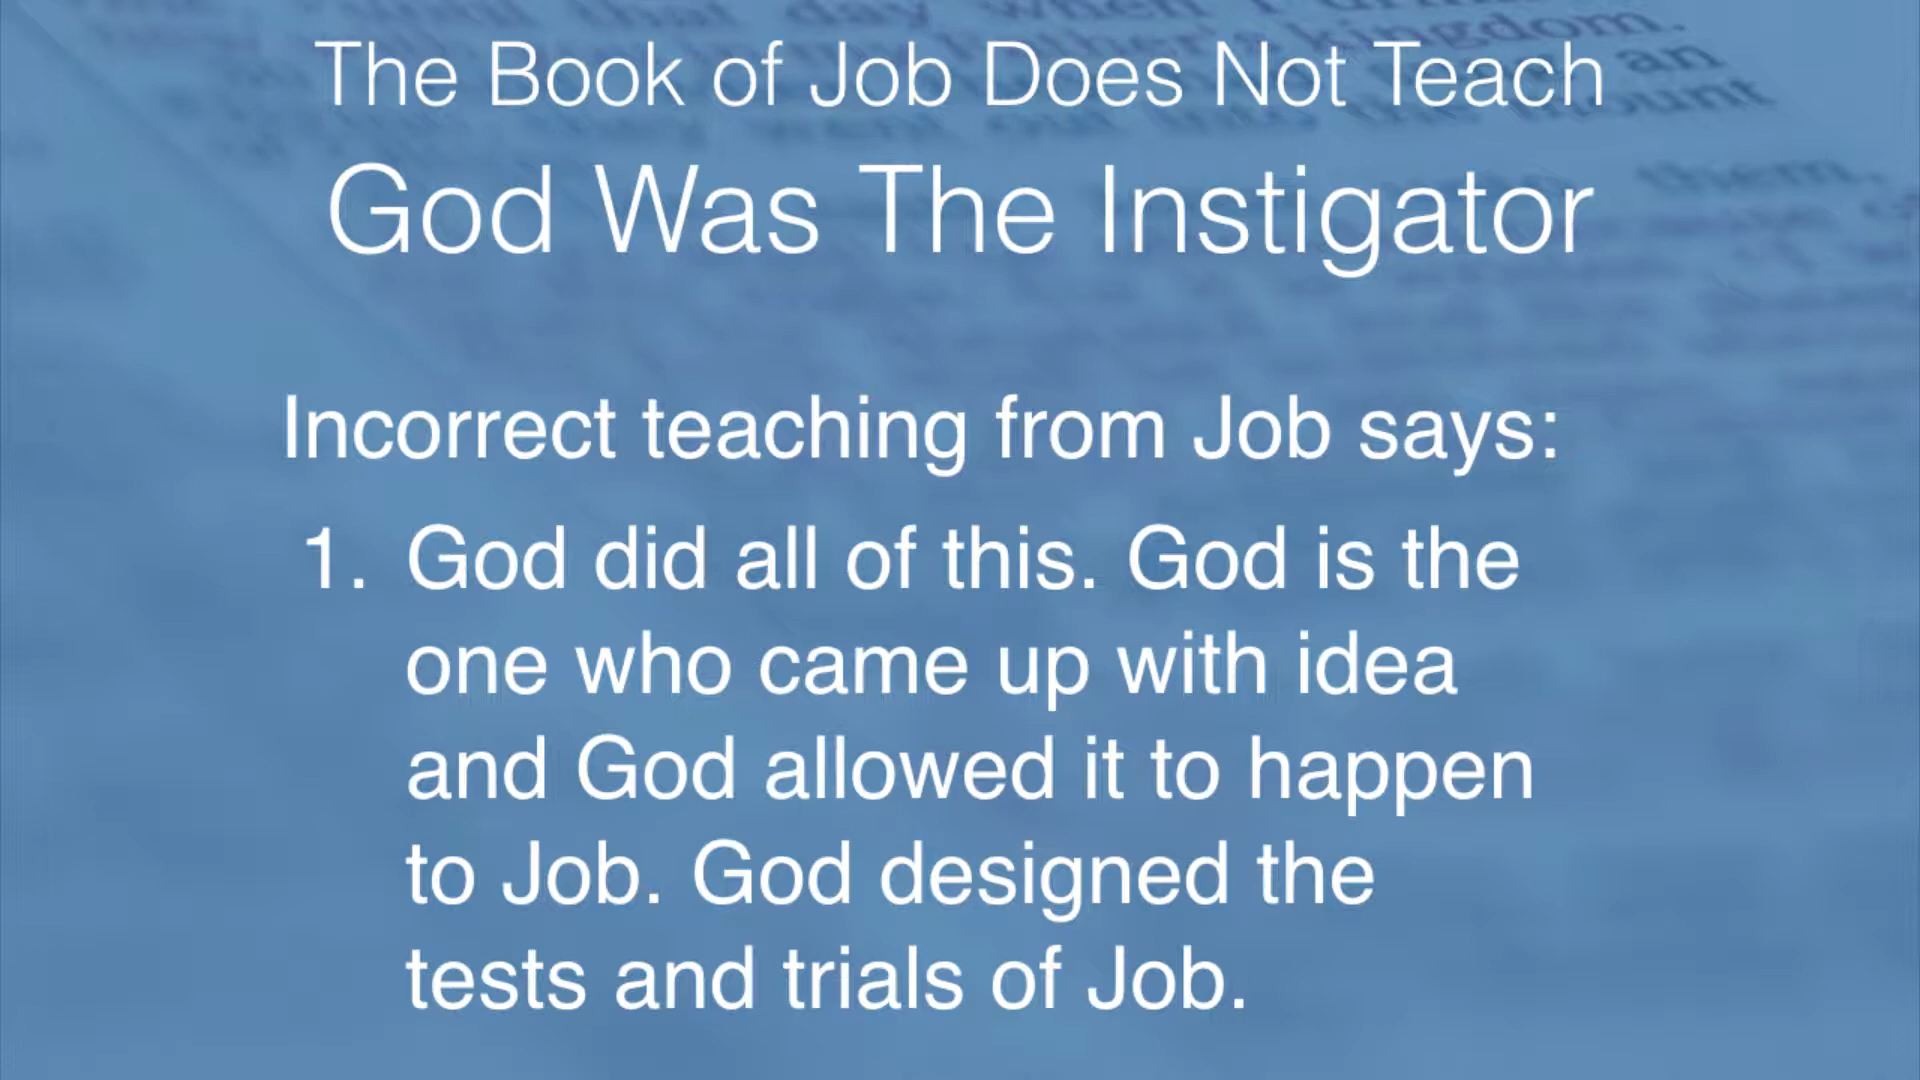 The Book of Job Does Not Teach
God Was The Instigator
Incorrect teaching from Job says:
1. God did all of this. God is the
one who came up with idea
and God allowed it to happen
to Job. God designed the
tests and trials of Job.